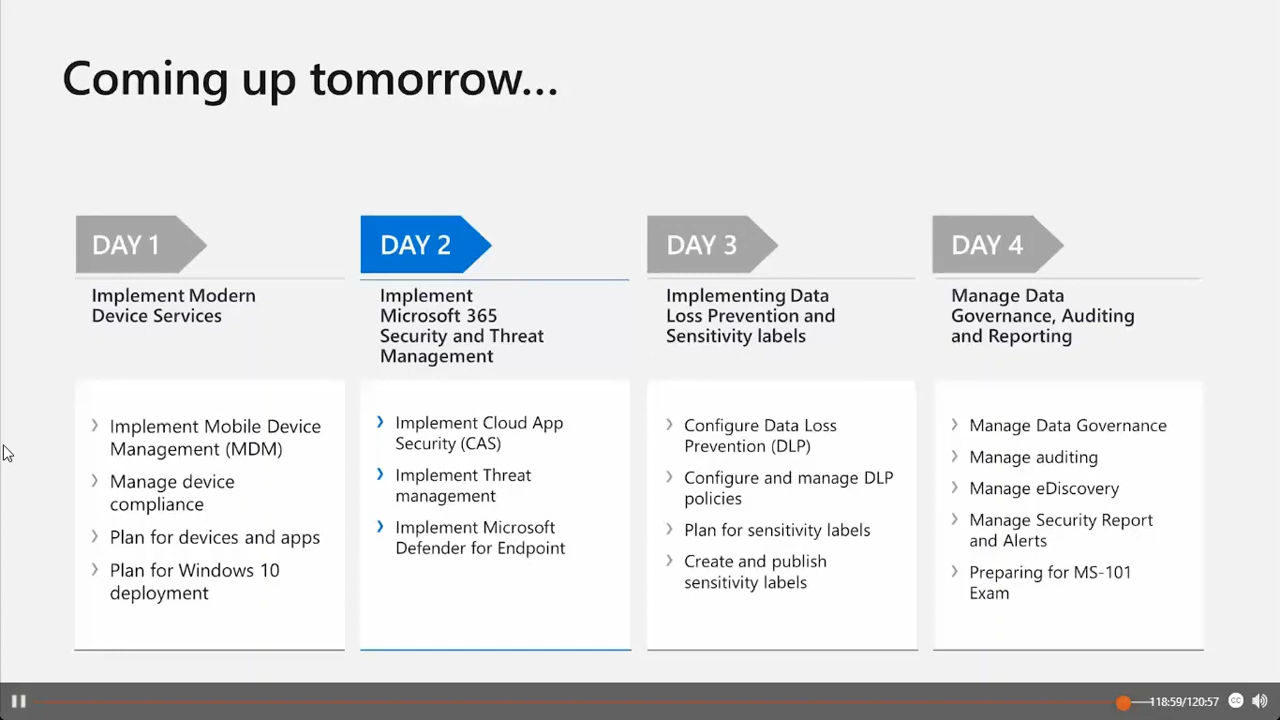 Coming up tomorrow...
DAY 1
Implement Modern
Device Services
Implement Mobile Device
Management (MDM)
Manage device
compliance
Plan for devices and apps
Plan for Windows 10
deployment
DAY 2
Implement
Microsoft 365
Security and Threat
Management
Implement Cloud App
Security (CAS)
Implement Threat
management
Implement Microsoft
Defender for Endpoint
DAY 3
Implementing Data
Loss Prevention and
Sensitivity labels
Configure Data Loss
Prevention (DLP)
Configure and manage DLP
policies
Plan for sensitivity labels
Create and publish
sensitivity labels
DAY 4
Manage Data
Governance, Auditing
and Reporting
Manage Data Governance
Manage auditing
Manage eDiscovery
Manage Security Report
and Alerts
Preparing for MS-101
Exam
118:59/120:57
CC